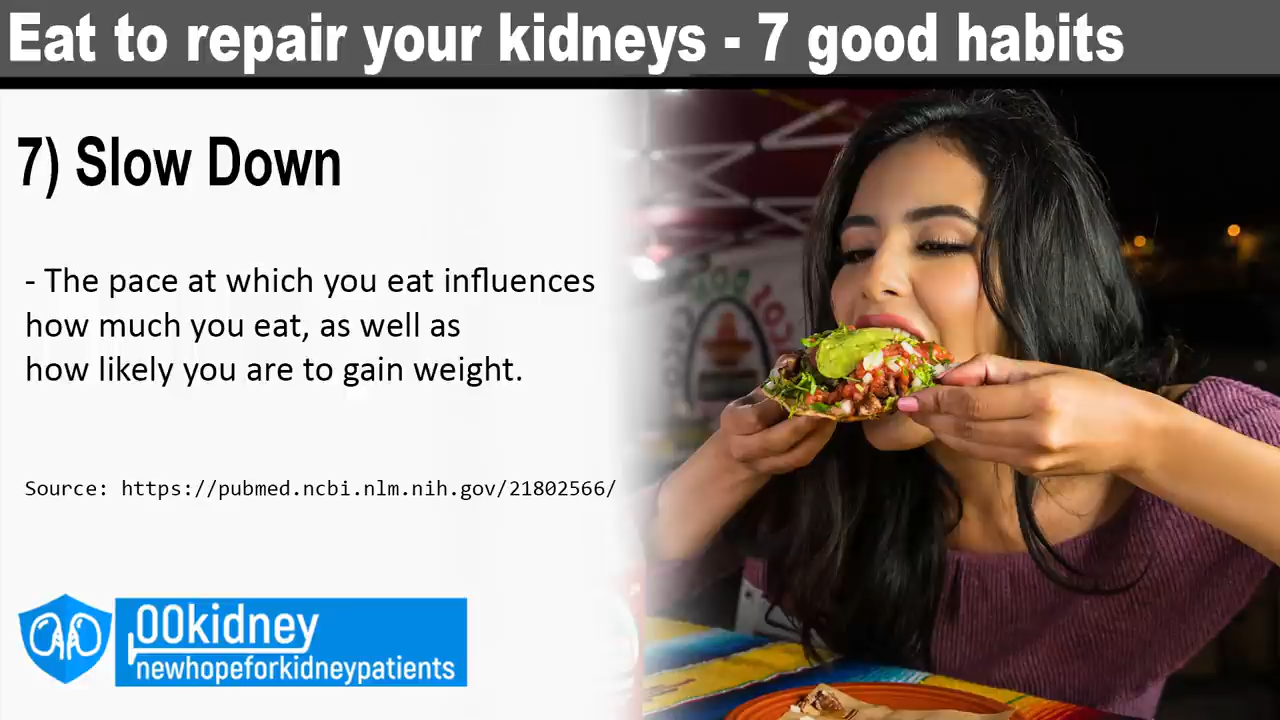 Eat to repair your kidneys - 7 good habits
7) Slow Down
- The pace at which you eat influences
how much you eat, as well as
how likely you are to gain weight.
Source: https://pubmed.ncbi.nlm.nih.gov/21802566/
00kidney
newhopeforkidneypatients